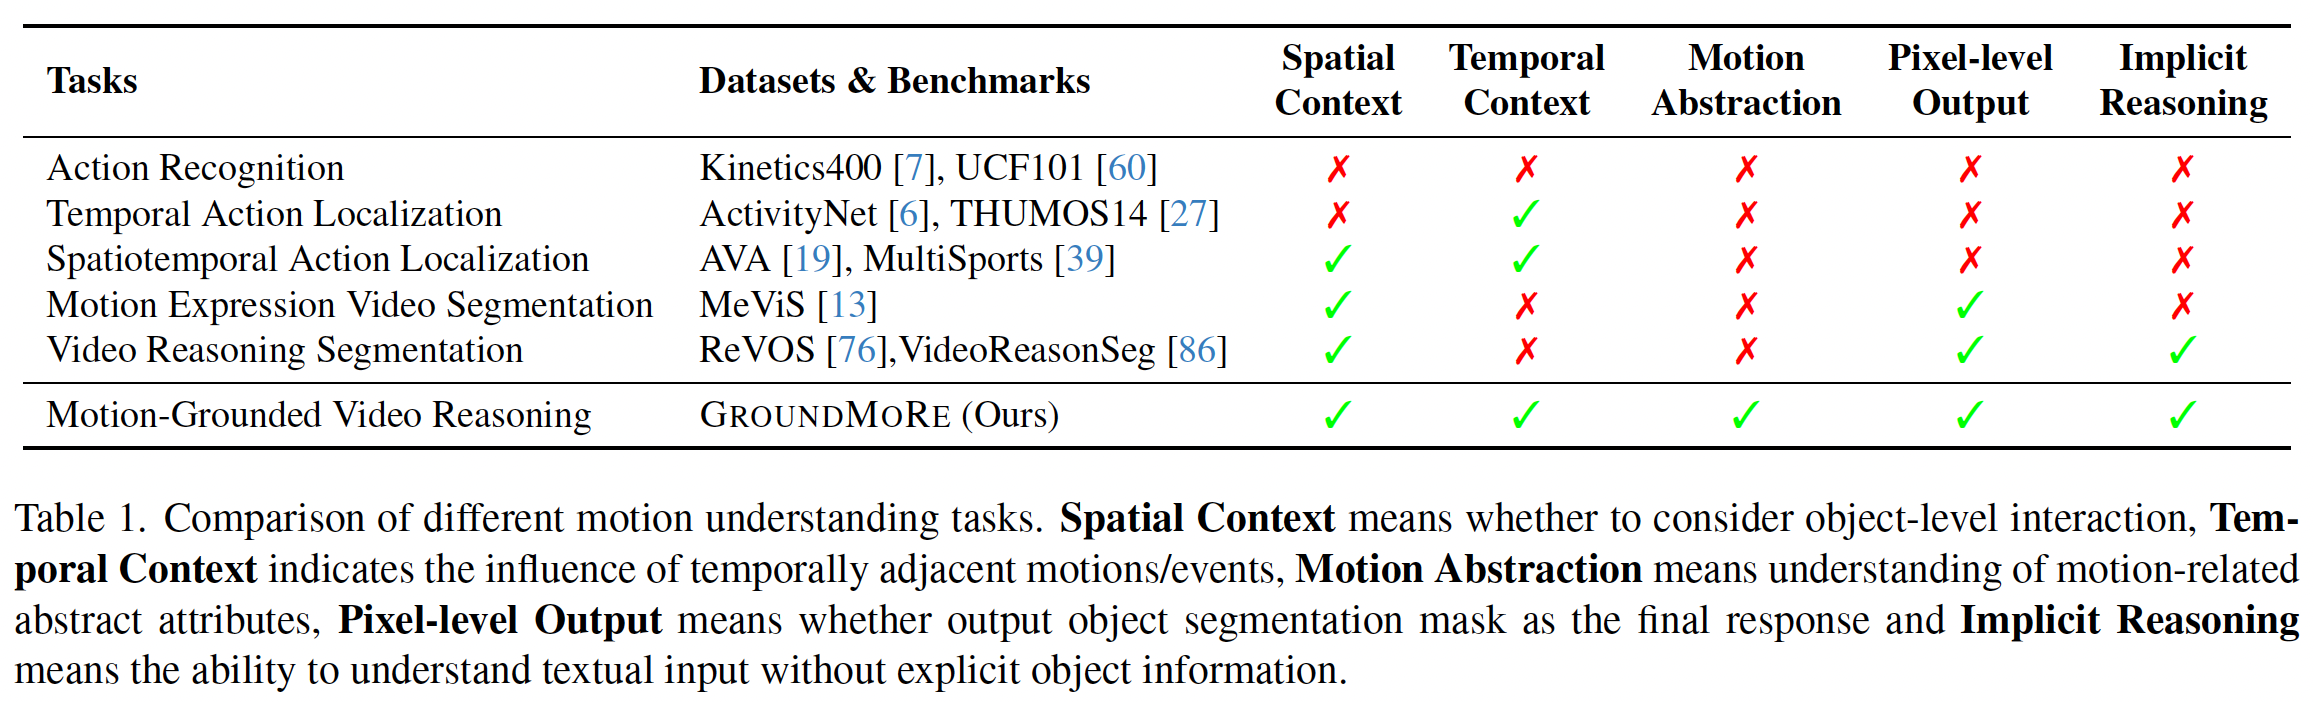 Tasks Datasets & Benchmarks Spatial Context Temporal Context Motion Abstraction Pixel-level Output Implicit Reasoning
Action Recognition Kinetics400 [7], UCF101 [60] ✗ ✗ ✗ ✗ ✗
Temporal Action Localization ActivityNet [6], THUMOS14 [27] ✗ ✓ ✗ ✗ ✗
Spatiotemporal Action Localization AVA [19], MultiSports [39] ✓ ✓ ✗ ✗ ✗
Motion Expression Video Segmentation MeViS [13] ✓ ✗ ✗ ✓ ✗
Video Reasoning Segmentation ReVOS [76],VideoReasonSeg [86] ✓ ✗ ✗ ✓ ✓
Motion-Grounded Video Reasoning GROUNDMORE (Ours) ✓ ✓ ✓ ✓ ✓
Table 1. Comparison of different motion understanding tasks. Spatial Context means whether to consider object-level interaction, Tem-
poral Context indicates the influence of temporally adjacent motions/events, Motion Abstraction means understanding of motion-related
abstract attributes, Pixel-level Output means whether output object segmentation mask as the final response and Implicit Reasoning
means the ability to understand textual input without explicit object information.